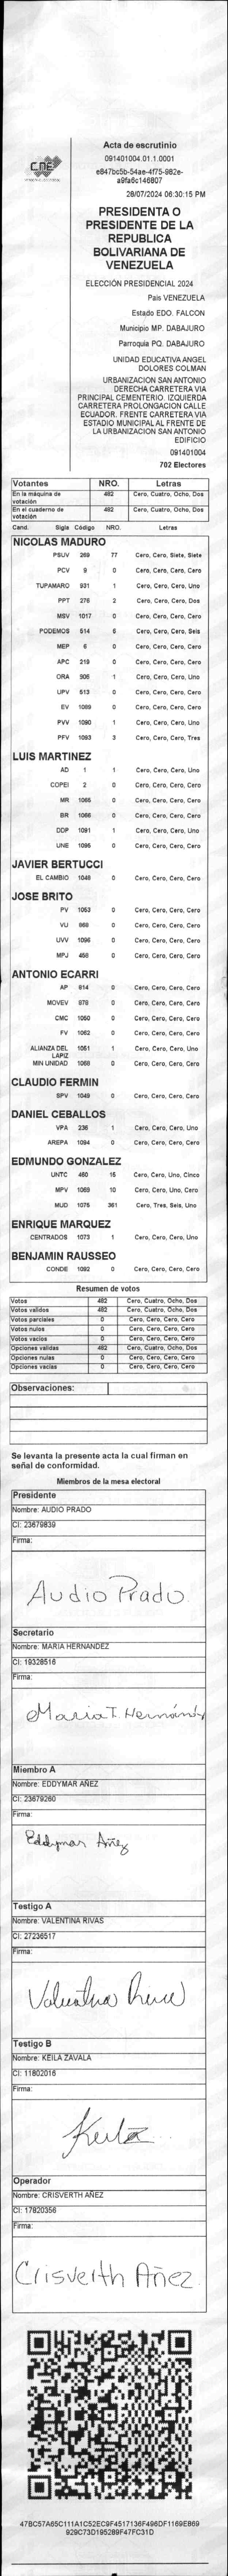 CNE
Acta de escrutinio
091401004.01.1.0001
e847bc5b-54ae-4f75-982e-
a9fa6c146807
28/07/2024 06:30:15 PM
PRESIDENTA O
PRESIDENTE DE LA
REPUBLICA
BOLIVARIANA DE
VENEZUELA
ELECCIÓN PRESIDENCIAL 2024
Pais VENEZUELA
Estado EDO. FALCON
Municipio MP. DABAJURO
Parroquia PQ. DABAJURO
UNIDAD EDUCATIVA ANGEL
DOLORES COLMAN
URBANIZACION SAN ANTONIO
DERECHA CARRETERA VIA
PRINCIPAL CEMENTERIO. IZQUIERDA
CARRETERA PROLONGACION CALLE
ECUADOR. FRENTE CARRETERA VIA
ESTADIO MUNICIPAL AL FRENTE DE
LA URBANIZACION SAN ANTONIO
EDIFICIO
091401004
702 Electores
Votantes NRO. Letras
En la máquina de votación 482 Cero, Cuatro, Ocho, Dos
En el cuaderno de votación 482 Cero, Cuatro, Ocho, Dos
Cand. Sigla Código NRO. Letras
NICOLAS MADURO
PSUV 269 77 Cero, Cero, Siete, Siete
PCV 9 0 Cero, Cero, Cero, Cero
TUPAMARO 931 1 Cero, Cero, Cero, Uno
PPT 276 2 Cero, Cero, Cero, Dos
MSV 1017 0 Cero, Cero, Cero, Cero
PODEMOS 514 6 Cero, Cero, Cero, Seis
MEP 6 0 Cero, Cero, Cero, Cero
APC 219 0 Cero, Cero, Cero, Cero
ORA 906 1 Cero, Cero, Cero, Uno
UPV 513 0 Cero, Cero, Cero, Cero
EV 1089 0 Cero, Cero, Cero, Cero
PVV 1090 1 Cero, Cero, Cero, Uno
PFV 1093 3 Cero, Cero, Cero, Tres
LUIS MARTINEZ
AD 1 1 Cero, Cero, Cero, Uno
COPEI 2 0 Cero, Cero, Cero, Cero
MR 1065 0 Cero, Cero, Cero, Cero
BR 1066 0 Cero, Cero, Cero, Cero
DDP 1091 1 Cero, Cero, Cero, Uno
UNE 1095 0 Cero, Cero, Cero, Cero
JAVIER BERTUCCI
EL CAMBIO 1048 0 Cero, Cero, Cero, Cero
JOSE BRITO
PV 1053 0 Cero, Cero, Cero, Cero
VU 869 0 Cero, Cero, Cero, Cero
UVV 1096 0 Cero, Cero, Cero, Cero
MPJ 458 0 Cero, Cero, Cero, Cero
ANTONIO ECARRI
AP 814 0 Cero, Cero, Cero, Cero
MOVEV 979 0 Cero, Cero, Cero, Cero
CMC 1050 0 Cero, Cero, Cero, Cero
FV 1062 0 Cero, Cero, Cero, Cero
ALIANZA DEL LAPIZ 1051 1 Cero, Cero, Cero, Uno
MIN UNIDAD 1068 0 Cero, Cero, Cero, Cero
CLAUDIO FERMIN
SPV 1049 0 Cero, Cero, Cero, Cero
DANIEL CEBALLOS
VPA 236 1 Cero, Cero, Cero, Uno
AREPA 1094 0 Cero, Cero, Cero, Cero
EDMUNDO GONZALEZ
UNTC 460 15 Cero, Cero, Uno, Cinco
MPV 1069 10 Cero, Cero, Uno, Cero
MUD 1075 361 Cero, Tres, Seis, Uno
ENRIQUE MARQUEZ
CENTRADOS 1073 1 Cero, Cero, Cero, Uno
BENJAMIN RAUSSEO
CONDE 1092 0 Cero, Cero, Cero, Cero
Resumen de votos
Votos 482 Cero, Cuatro, Ocho, Dos
Votos validos 482 Cero, Cuatro, Ocho, Dos
Votos parciales 0 Cero, Cero, Cero, Cero
Votos nulos 0 Cero, Cero, Cero, Cero
Votos vacios 0 Cero, Cero, Cero, Cero
Opciones válidas 482 Cero, Cuatro, Ocho, Dos
Opciones nulas 0 Cero, Cero, Cero, Cero
Opciones vacías 0 Cero, Cero, Cero, Cero
Observaciones:
Se levanta la presente acta la cual firman en
señal de conformidad.
Miembros de la mesa electoral
Presidente
Nombre: AUDIO PRADO
CI: 23679839
Firma:
Audio Prado
Secretario
Nombre: MARIA HERNANDEZ
CI: 19328516
Firma:
Maria T. Hernández
Miembro A
Nombre: EDDYMAR AÑEZ
CI: 23679260
Firma:
Eddymar Añez
Testigo A
Nombre: VALENTINA RIVAS
CI: 27236517
Firma:
Valentina Rivas
Testigo B
Nombre: KEILA ZAVALA
CI: 11802016
Firma:
Keila Z
Operador
Nombre: CRISVERTH AÑEZ
CI: 17820356
Firma:
Crisverth Añez
47BC57A65C111A1C52EC9F4517136F496DF1169E869
929C73D195289F47FC31D